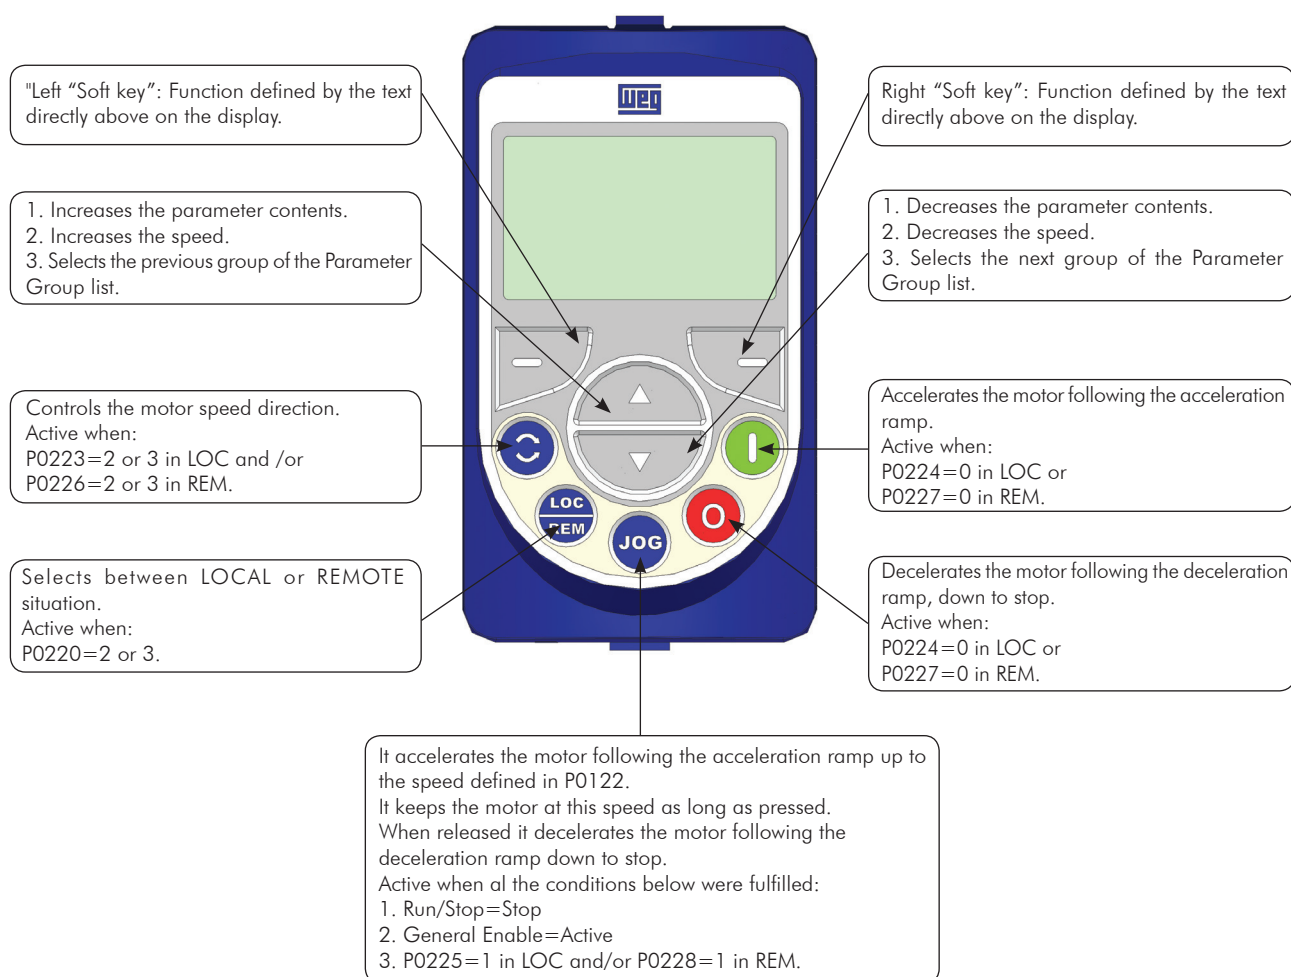 "Left “Soft key”: Function defined by the text
directly above on the display.
1. Increases the parameter contents.
2. Increases the speed.
3. Selects the previous group of the Parameter
Group list.
Controls the motor speed direction.
Active when:
P0223=2 or 3 in LOC and /or
P0226=2 or 3 in REM.
Selects between LOCAL or REMOTE
situation.
Active when:
P0220=2 or 3.
weg
LOC
REM
JOG
Right “Soft key”: Function defined by the text
directly above on the display.
1. Decreases the parameter contents.
2. Decreases the speed.
3. Selects the next group of the Parameter
Group list.
Accelerates the motor following the acceleration
ramp.
Active when:
P0224=0 in LOC or
P0227=0 in REM.
Decelerates the motor following the deceleration
ramp, down to stop.
Active when:
P0224=0 in LOC or
P0227=0 in REM.
It accelerates the motor following the acceleration ramp up to
the speed defined in P0122.
It keeps the motor at this speed as long as pressed.
When released it decelerates the motor following the
deceleration ramp down to stop.
Active when al the conditions below were fulfilled:
1. Run/Stop=Stop
2. General Enable=Active
3. P0225=1 in LOC and/or P0228=1 in REM.